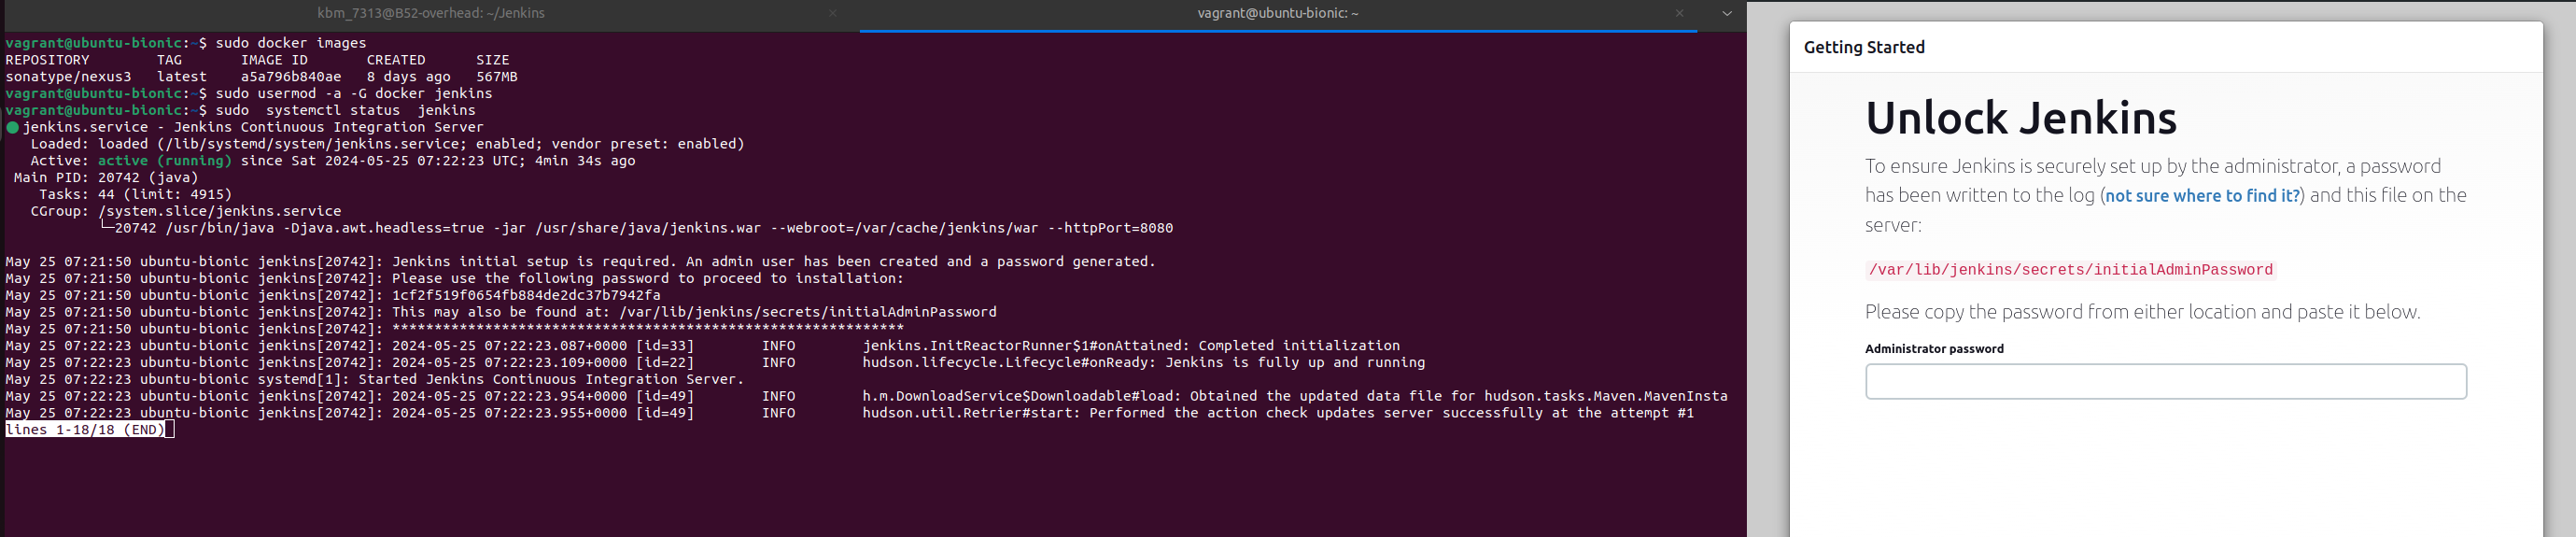 kbm_7313@B52-overhead: ~/Jenkins
vagrant@ubuntu-bionic: ~
vagrant@ubuntu-bionic:~$ sudo docker images
REPOSITORY        TAG       IMAGE ID       CREATED      SIZE
sonatype/nexus3   latest    a5a796b840ae   8 days ago   567MB
vagrant@ubuntu-bionic:~$ sudo usermod -a -G docker jenkins
vagrant@ubuntu-bionic:~$ sudo  systemctl status  jenkins
● jenkins.service - Jenkins Continuous Integration Server
   Loaded: loaded (/lib/systemd/system/jenkins.service; enabled; vendor preset: enabled)
   Active: active (running) since Sat 2024-05-25 07:22:23 UTC; 4min 34s ago
 Main PID: 20742 (java)
    Tasks: 44 (limit: 4915)
   CGroup: /system.slice/jenkins.service
           └─20742 /usr/bin/java -Djava.awt.headless=true -jar /usr/share/java/jenkins.war --webroot=/var/cache/jenkins/war --httpPort=8080
May 25 07:21:50 ubuntu-bionic jenkins[20742]: Jenkins initial setup is required. An admin user has been created and a password generated.
May 25 07:21:50 ubuntu-bionic jenkins[20742]: Please use the following password to proceed to installation:
May 25 07:21:50 ubuntu-bionic jenkins[20742]: 1cf2f519f0654fb884de2dc37b7942fa
May 25 07:21:50 ubuntu-bionic jenkins[20742]: This may also be found at: /var/lib/jenkins/secrets/initialAdminPassword
May 25 07:21:50 ubuntu-bionic jenkins[20742]: *************************************************************
May 25 07:22:23 ubuntu-bionic jenkins[20742]: 2024-05-25 07:22:23.087+0000 [id=33]        INFO        jenkins.InitReactorRunner$1#onAttained: Completed initialization
May 25 07:22:23 ubuntu-bionic jenkins[20742]: 2024-05-25 07:22:23.109+0000 [id=22]        INFO        hudson.lifecycle.Lifecycle#onReady: Jenkins is fully up and running
May 25 07:22:23 ubuntu-bionic systemd[1]: Started Jenkins Continuous Integration Server.
May 25 07:22:23 ubuntu-bionic jenkins[20742]: 2024-05-25 07:22:23.954+0000 [id=49]        INFO        h.m.DownloadService$Downloadable#load: Obtained the updated data file for hudson.tasks.Maven.MavenInsta
May 25 07:22:23 ubuntu-bionic jenkins[20742]: 2024-05-25 07:22:23.955+0000 [id=49]        INFO        hudson.util.Retrier#start: Performed the action check updates server successfully at the attempt #1
lines 1-18/18 (END)
Getting Started
Unlock Jenkins
To ensure Jenkins is securely set up by the administrator, a password
has been written to the log (not sure where to find it?) and this file on the
server:
/var/lib/jenkins/secrets/initialAdminPassword
Please copy the password from either location and paste it below.
Administrator password